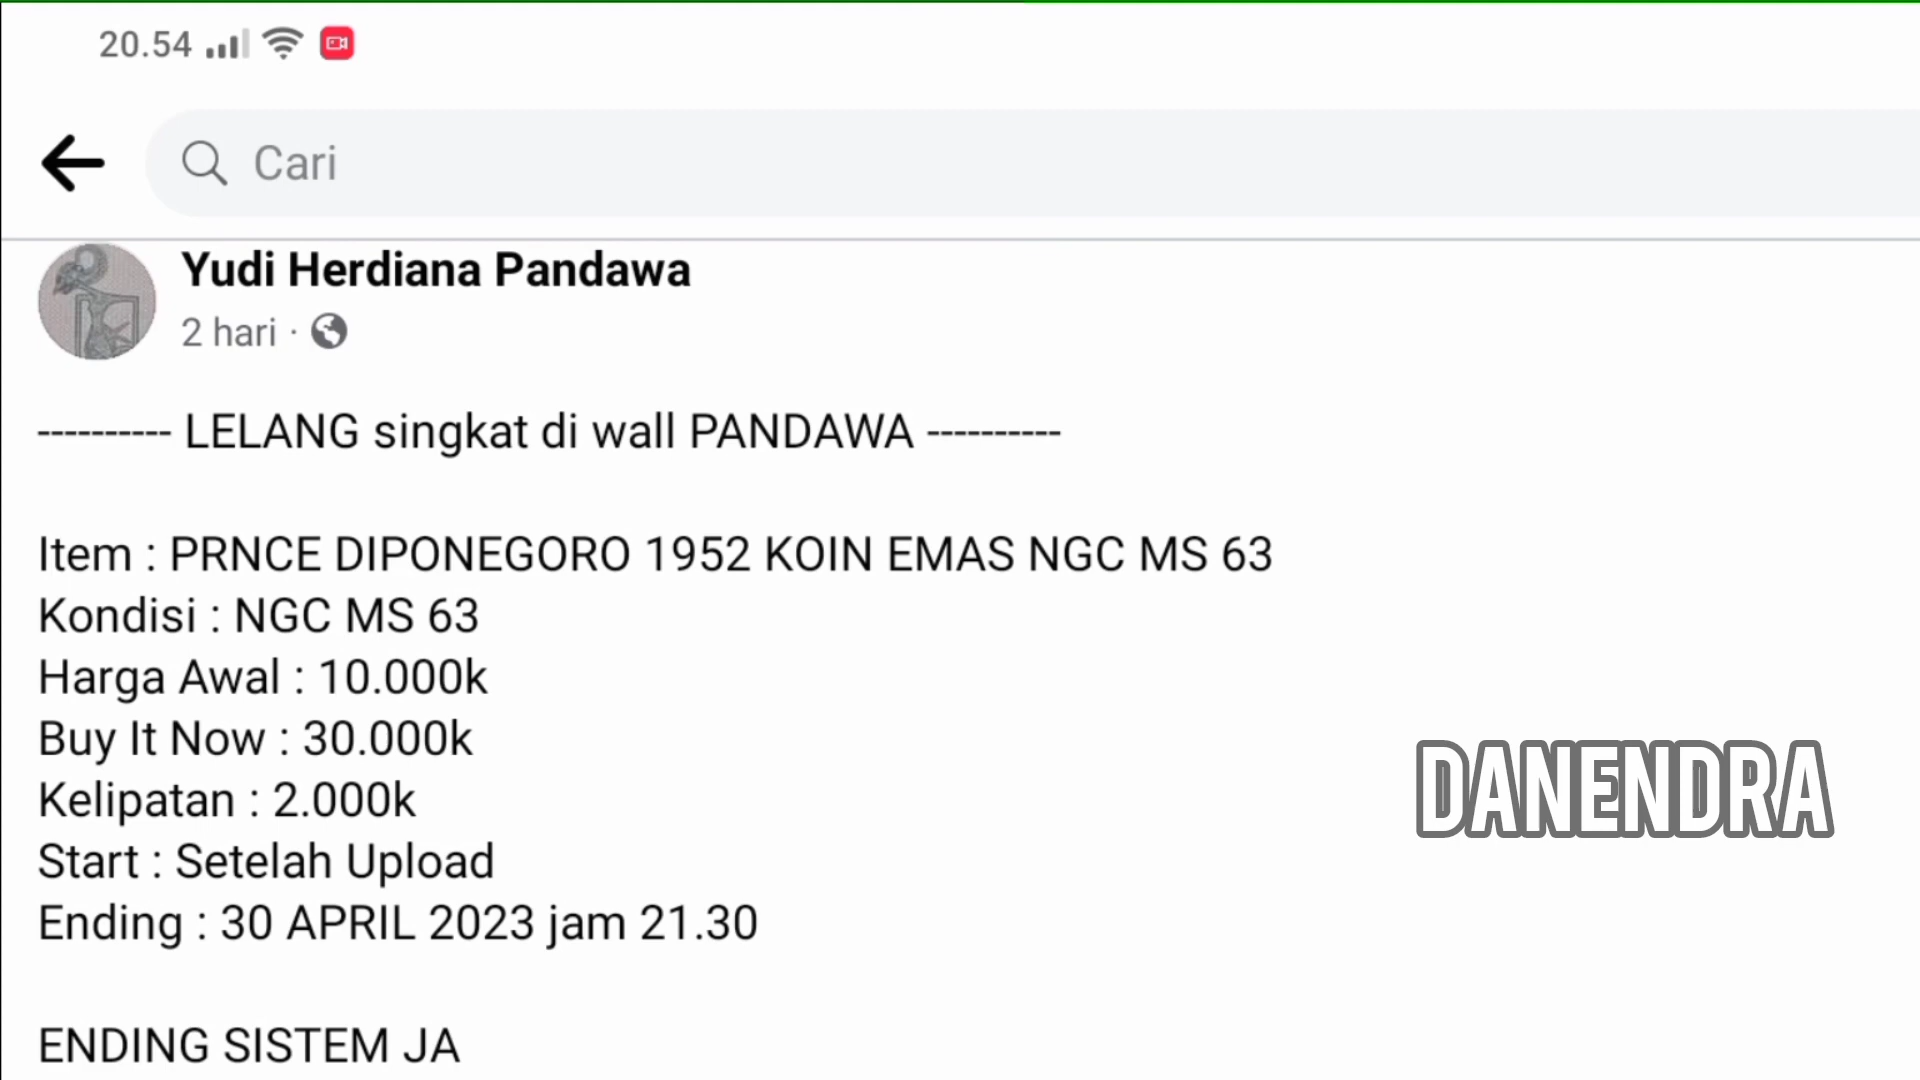 20.54
Cari
Yudi Herdiana Pandawa
2 hari ·
---------- LELANG singkat di wall PANDAWA ----------
Item : PRNCE DIPONEGORO 1952 KOIN EMAS NGC MS 63
Kondisi : NGC MS 63
Harga Awal : 10.000k
Buy It Now : 30.000k
Kelipatan : 2.000k
DANENDRA
Start : Setelah Upload
Ending : 30 APRIL 2023 jam 21.30
ENDING SISTEM JA